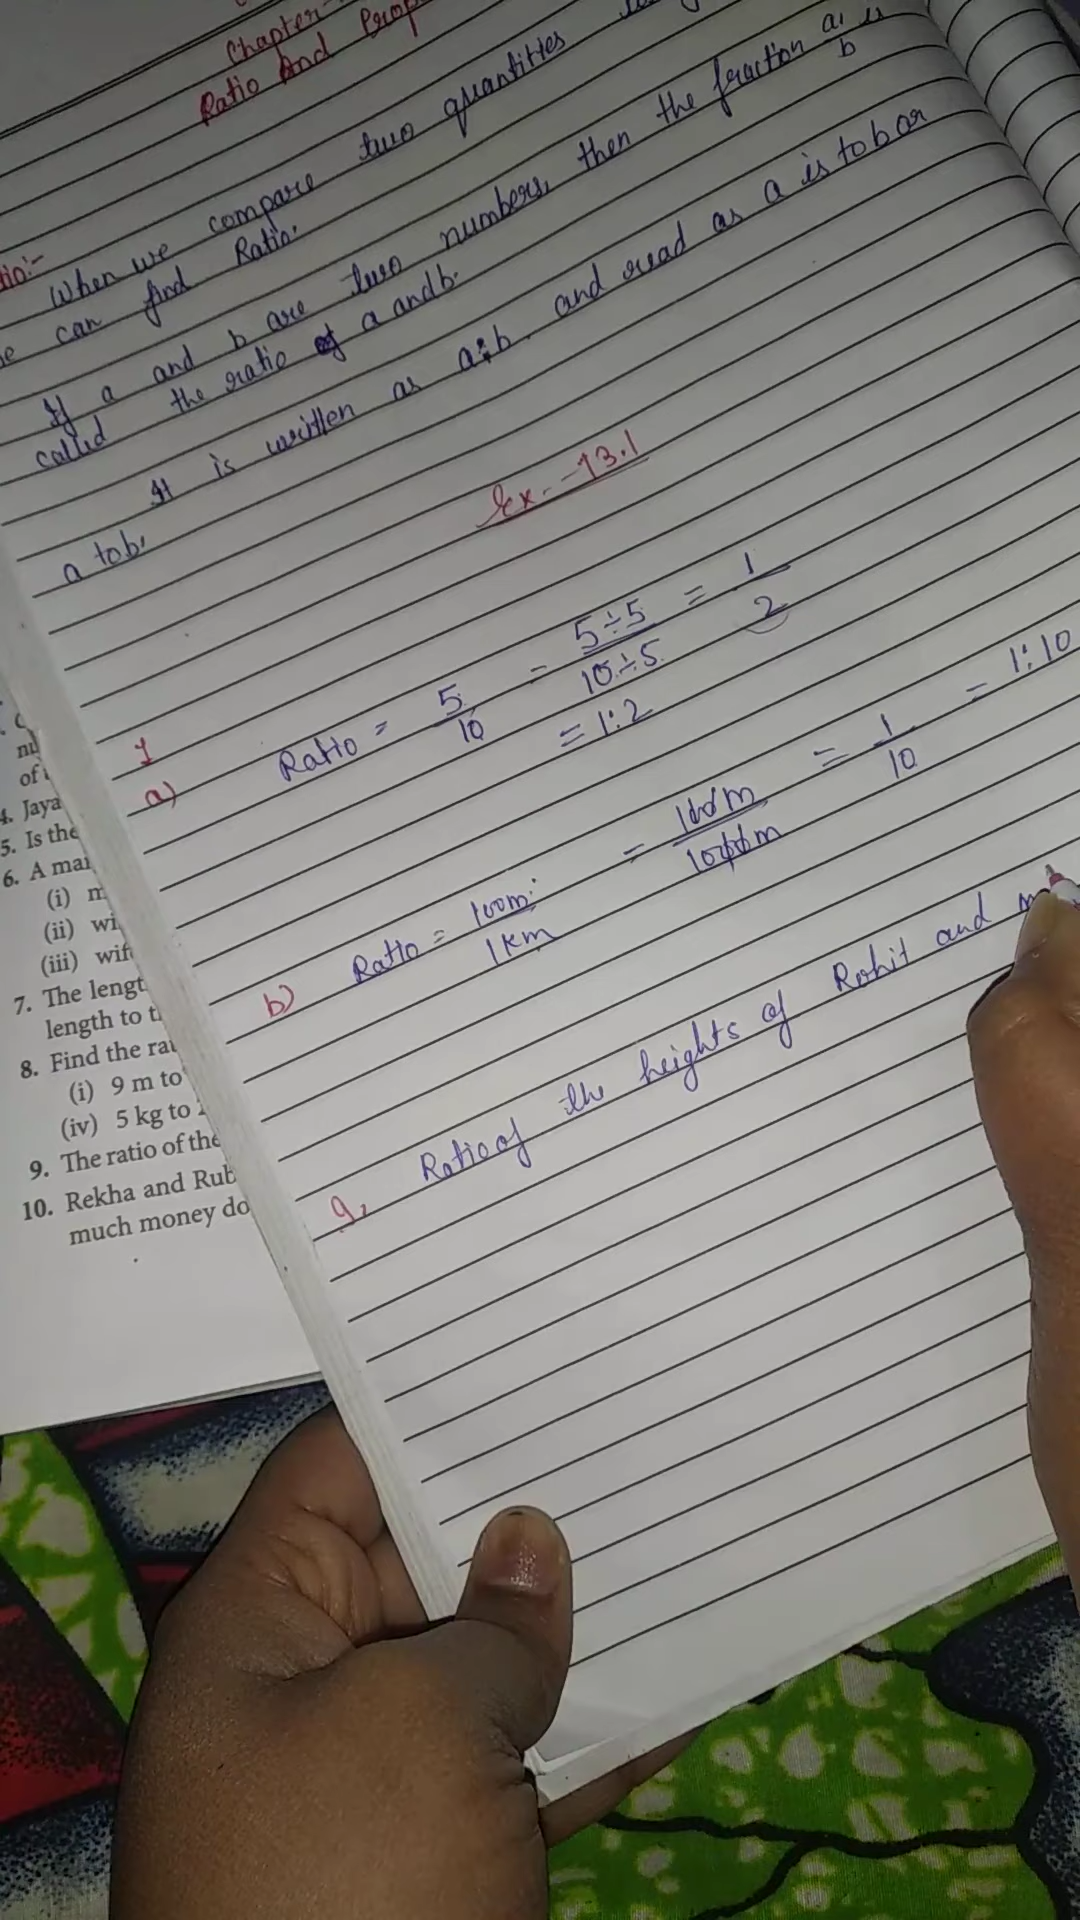 Chapter
Ratio And Prop
When we compare two quantities
can find Ratio.
If a and b are two numbers, then the fraction a/b is
called the ratio of a and b.
It is written as a:b and read as a is to b or
a to b.
Ex.-13.1
1
a) Ratio = 5/10 = 5÷5/10÷5 = 1/2
= 1:2
b) Ratio = 100m/1km = 100m/1000m = 1/10 = 1:10
9, Ratio of the heights of Rohit and
of
4. Jaya
5. Is the
6. A
(i)
(ii)
(iii)
7. The
length to
8. Find the
(i) 9 m to
(iv) 5 kg to
9. The ratio of the
10. Rekha and
much money do